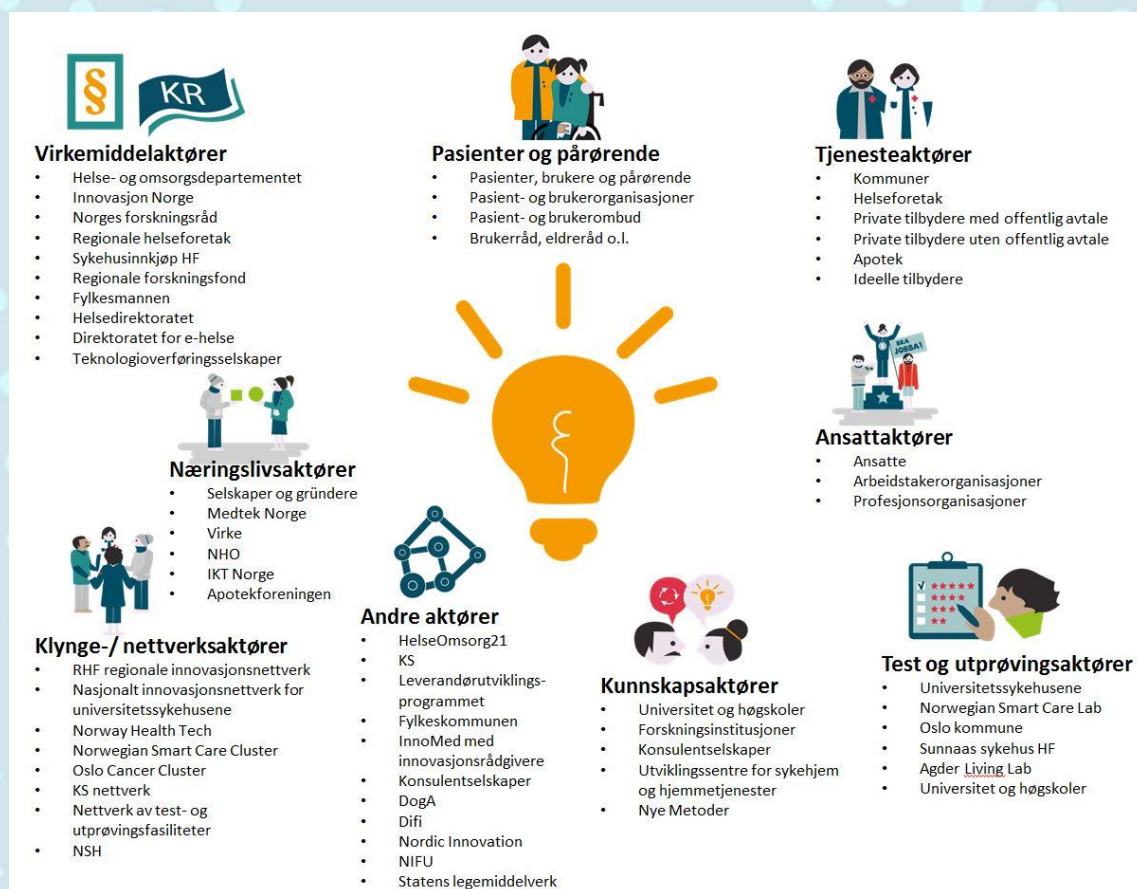 §
KR
Virkemiddelaktører
• Helse- og omsorgsdepartementet
• Innovasjon Norge
• Norges forskningsråd
• Regionale helseforetak
• Sykehusinnkjøp HF
• Regionale forskningsfond
• Fylkesmannen
• Helsedirektoratet
• Direktoratet for e-helse
• Teknologioverføringsselskaper
Pasienter og pårørende
• Pasienter, brukere og pårørende
• Pasient- og brukerorganisasjoner
• Pasient- og brukerombud
• Brukerråd, eldreråd o.l.
Tjenesteaktører
• Kommuner
• Helseforetak
• Private tilbydere med offentlig avtale
• Private tilbydere uten offentlig avtale
• Apotek
• Ideelle tilbydere
BRA
JOBBA!
Ansattaktører
• Ansatte
• Arbeidstakerorganisasjoner
• Profesjonsorganisasjoner
Næringslivsaktører
• Selskaper og gründere
• Medtek Norge
• Virke
• NHO
• IKT Norge
• Apotekforeningen
Klynge-/ nettverksaktører
• RHF regionale innovasjonsnettverk
• Nasjonalt innovasjonsnettverk for
universitetssykehusene
• Norway Health Tech
• Norwegian Smart Care Cluster
• Oslo Cancer Cluster
• KS nettverk
• Nettverk av test- og
utprøvingsfasiliteter
• NSH
Andre aktører
• HelseOmsorg21
• KS
• Leverandørutviklings-
programmet
• Fylkeskommunen
• InnoMed med
innovasjonsrådgivere
• Konsulentselskaper
• DogA
• Difi
• Nordic Innovation
• NIFU
• Statens legemiddelverk
Kunnskapsaktører
• Universitet og høgskoler
• Forskningsinstitusjoner
• Konsulentselskaper
• Utviklingssentre for sykehjem
og hjemmetjenester
• Nye Metoder
Test og utprøvingsaktører
• Universitetssykehusene
• Norwegian Smart Care Lab
• Oslo kommune
• Sunnaas sykehus HF
• Agder Living Lab
• Universitet og høgskoler